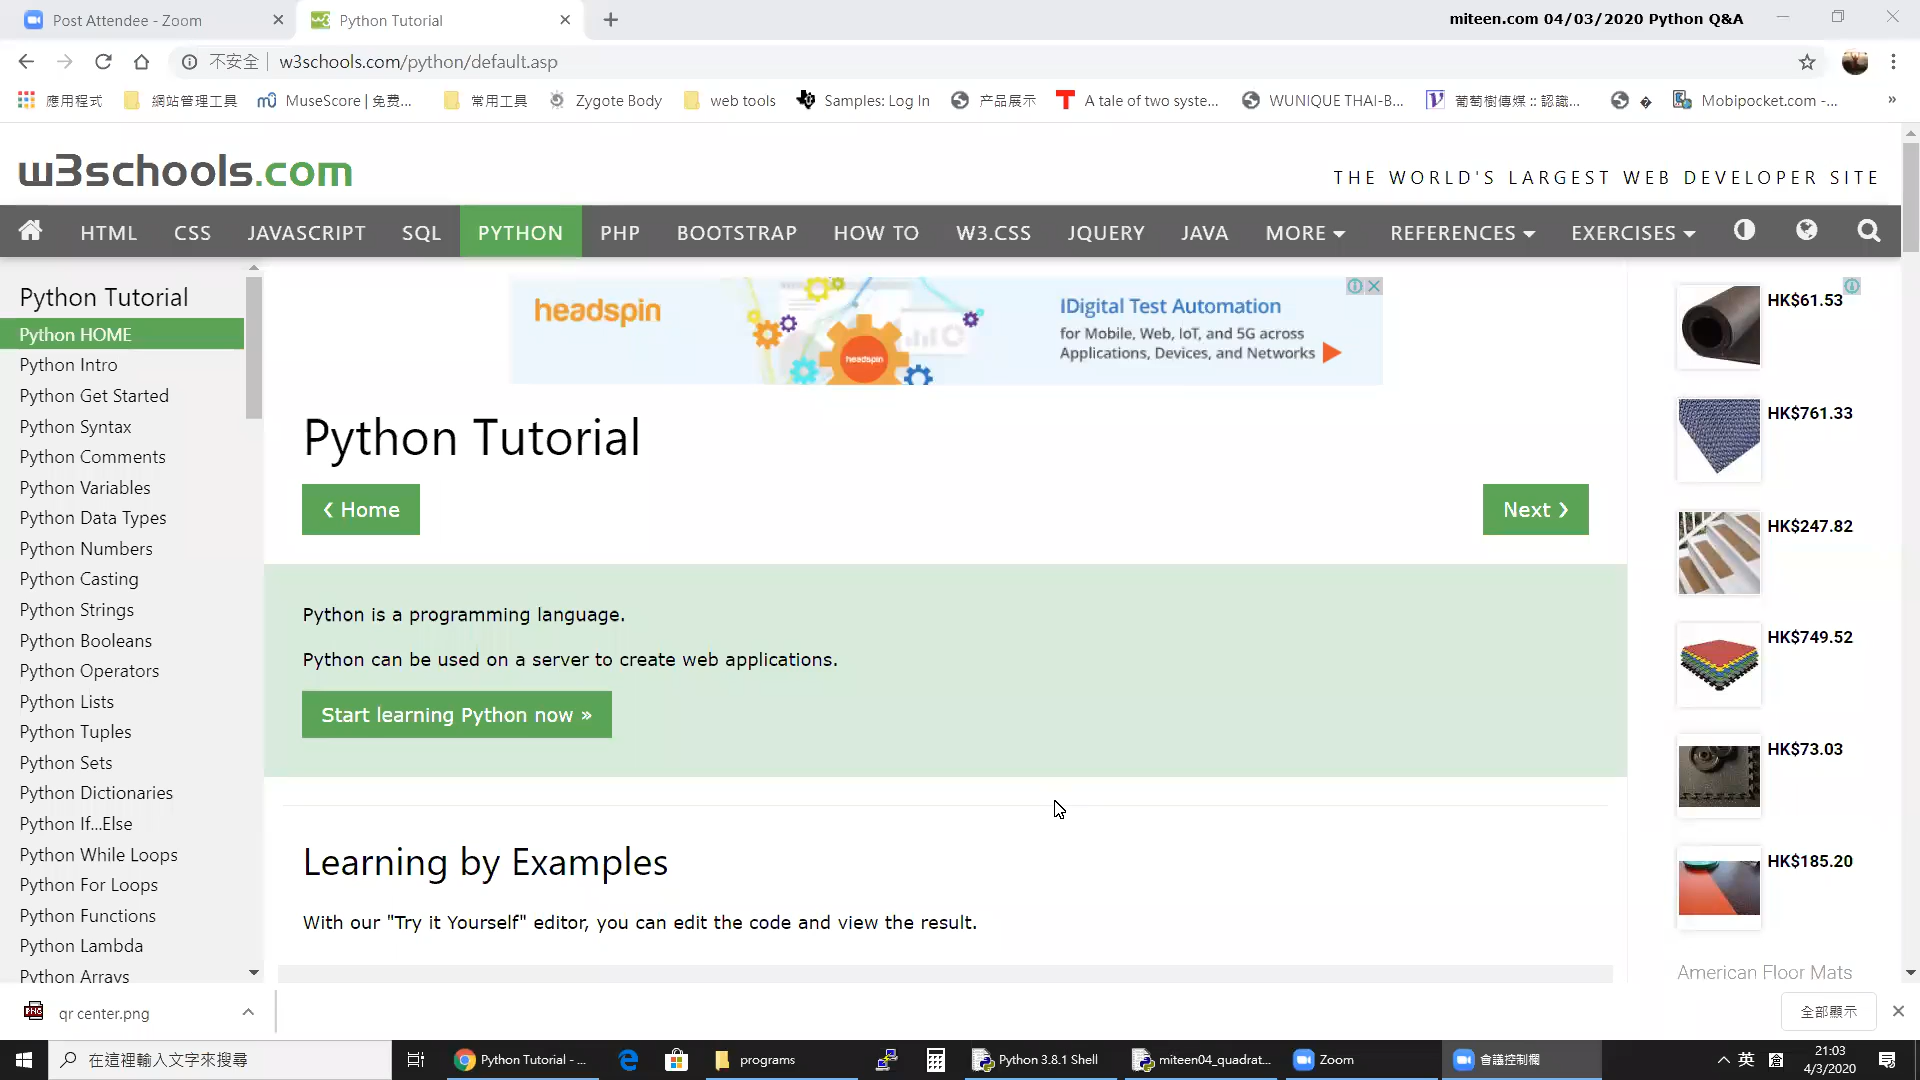 Post Attendee - Zoom
Python Tutorial
miteen.com 04/03/2020 Python Q&A
不安全
w3schools.com/python/default.asp
應用程式
網站管理工具
MuseScore | 免費...
常用工具
Zygote Body
web tools
Samples: Log In
产品展示
A tale of two syste...
WUNIQUE THAI-B...
葡萄樹傳媒 :: 認識...
Mobipocket.com -...
w3schools.com
THE WORLD'S LARGEST WEB DEVELOPER SITE
HTML
CSS
JAVASCRIPT
SQL
PYTHON
PHP
BOOTSTRAP
HOW TO
W3.CSS
JQUERY
JAVA
MORE
REFERENCES
EXERCISES
Python Tutorial
Python HOME
Python Intro
Python Get Started
Python Syntax
Python Comments
Python Variables
Python Data Types
Python Numbers
Python Casting
Python Strings
Python Booleans
Python Operators
Python Lists
Python Tuples
Python Sets
Python Dictionaries
Python If...Else
Python While Loops
Python For Loops
Python Functions
Python Lambda
Python Arrays
headspin
headspin
IDigital Test Automation
for Mobile, Web, IoT, and 5G across
Applications, Devices, and Networks
Python Tutorial
❮ Home
Next ❯
Python is a programming language.
Python can be used on a server to create web applications.
Start learning Python now »
Learning by Examples
With our "Try it Yourself" editor, you can edit the code and view the result.
HK$61.53
HK$761.33
HK$247.82
HK$749.52
HK$73.03
HK$185.20
American Floor Mats
qr center.png
全部顯示
在這裡輸入文字來搜尋
Python Tutorial - ...
programs
Python 3.8.1 Shell
miteen04_quadrat...
Zoom
會議控制欄
英
21:03
4/3/2020